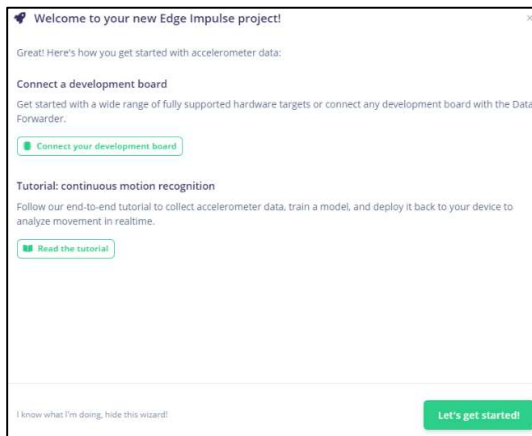 Welcome to your new Edge Impulse project!
Great! Here's how you get started with accelerometer data:
Connect a development board
Get started with a wide range of fully supported hardware targets or connect any development board with the Data
Forwarder.
Connect your development board
Tutorial: continuous motion recognition
Follow our end-to-end tutorial to collect accelerometer data, train a model, and deploy it back to your device to
analyze movement in realtime.
Read the tutorial
I know what I'm doing, hide this wizard!
Let's get started!